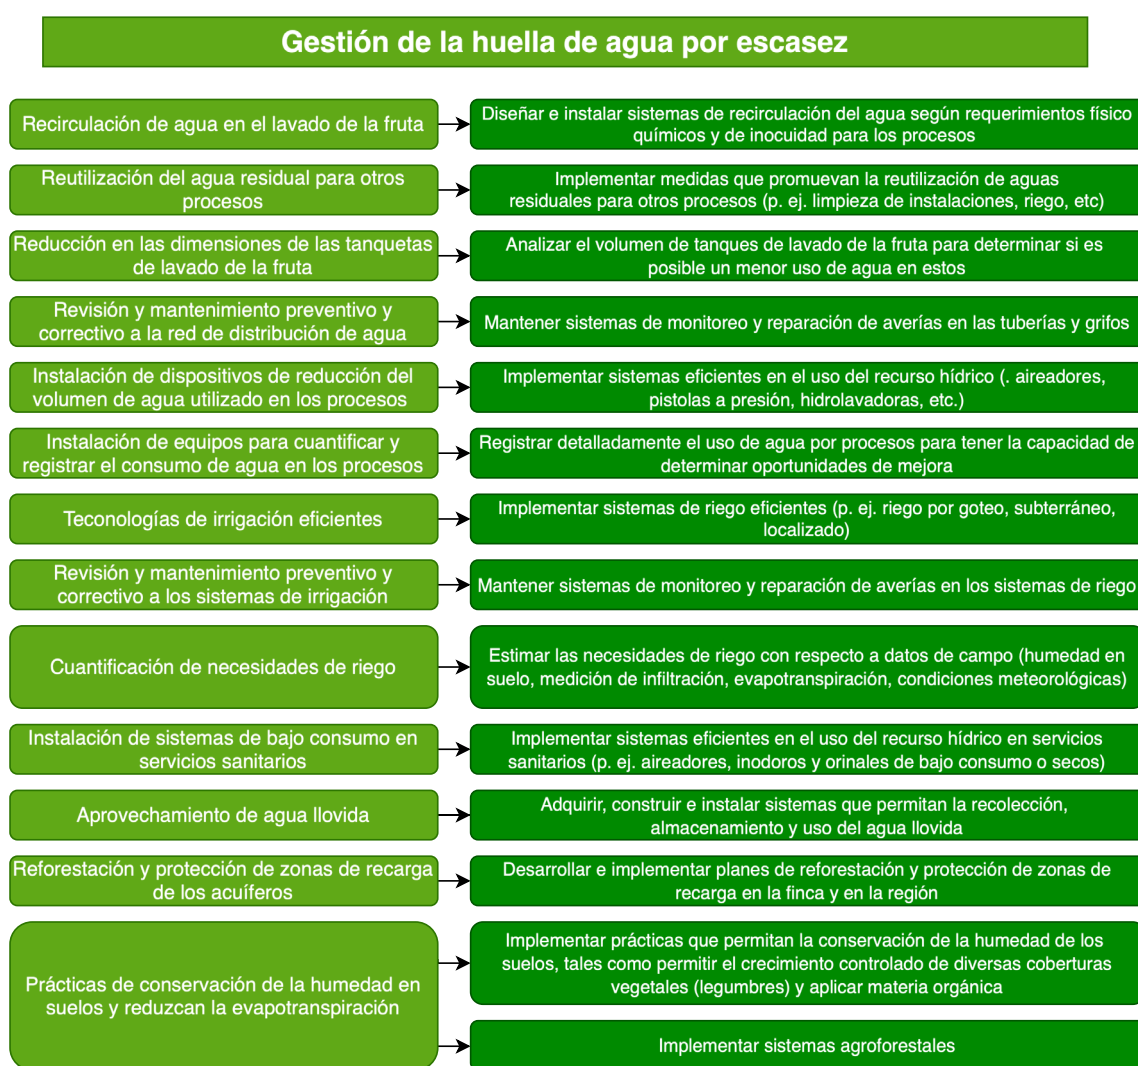 Gestión de la huella de agua por escasez
Recirculación de agua en el lavado de la fruta
Diseñar e instalar sistemas de recirculación del agua según requerimientos físico
químicos y de inocuidad para los procesos
Reutilización del agua residual para otros
procesos
Implementar medidas que promuevan la reutilización de aguas
residuales para otros procesos (p. ej. limpieza de instalaciones, riego, etc)
Reducción en las dimensiones de las tanquetas
de lavado de la fruta
Analizar el volumen de tanques de lavado de la fruta para determinar si es
posible un menor uso de agua en estos
Revisión y mantenimiento preventivo y
correctivo a la red de distribución de agua
Mantener sistemas de monitoreo y reparación de averías en las tuberías y grifos
Instalación de dispositivos de reducción del
volumen de agua utilizado en los procesos
Implementar sistemas eficientes en el uso del recurso hídrico (. aireadores,
pistolas a presión, hidrolavadoras, etc.)
Instalación de equipos para cuantificar y
registrar el consumo de agua en los procesos
Registrar detalladamente el uso de agua por procesos para tener la capacidad de
determinar oportunidades de mejora
Teconologías de irrigación eficientes
Implementar sistemas de riego eficientes (p. ej. riego por goteo, subterráneo,
localizado)
Revisión y mantenimiento preventivo y
correctivo a los sistemas de irrigación
Mantener sistemas de monitoreo y reparación de averías en los sistemas de riego
Cuantificación de necesidades de riego
Estimar las necesidades de riego con respecto a datos de campo (humedad en
suelo, medición de infiltración, evapotranspiración, condiciones meteorológicas)
Instalación de sistemas de bajo consumo en
servicios sanitarios
Implementar sistemas eficientes en el uso del recurso hídrico en servicios
sanitarios (p. ej. aireadores, inodoros y orinales de bajo consumo o secos)
Aprovechamiento de agua llovida
Adquirir, construir e instalar sistemas que permitan la recolección,
almacenamiento y uso del agua llovida
Reforestación y protección de zonas de recarga
de los acuíferos
Desarrollar e implementar planes de reforestación y protección de zonas de
recarga en la finca y en la región
Prácticas de conservación de la humedad en
suelos y reduzcan la evapotranspiración
Implementar prácticas que permitan la conservación de la humedad de los
suelos, tales como permitir el crecimiento controlado de diversas coberturas
vegetales (legumbres) y aplicar materia orgánica
Implementar sistemas agroforestales